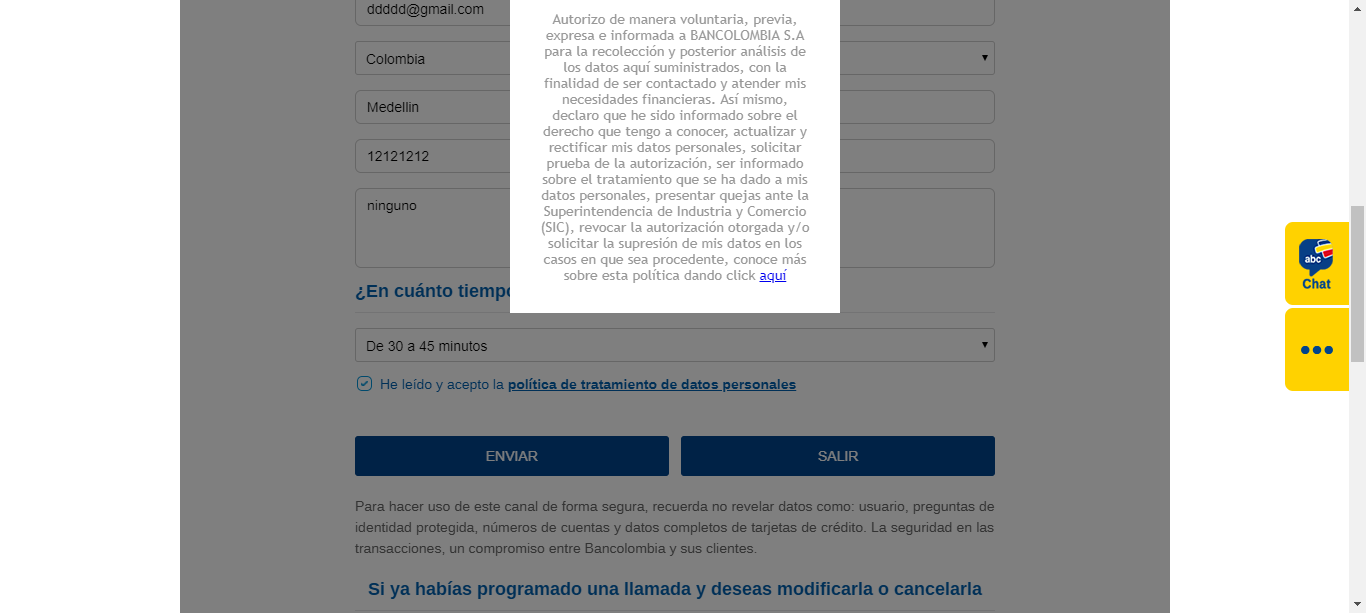 ddddd@gmail.com
Autorizo de manera voluntaria, previa,
expresa e informada a BANCOLOMBIA S.A
para la recolección y posterior análisis de
los datos aquí suministrados, con la
finalidad de ser contactado y atender mis
necesidades financieras. Así mismo,
declaro que he sido informado sobre el
derecho que tengo a conocer, actualizar y
rectificar mis datos personales, solicitar
prueba de la autorización, ser informado
sobre el tratamiento que se ha dado a mis
datos personales, presentar quejas ante la
Superintendencia de Industria y Comercio
(SIC), revocar la autorización otorgada y/o
solicitar la supresión de mis datos en los
casos en que sea procedente, conoce más
sobre esta política dando click aquí
Colombia
Medellin
12121212
ninguno
¿En cuánto tiempo
De 30 a 45 minutos
He leído y acepto la política de tratamiento de datos personales
ENVIAR
SALIR
Para hacer uso de este canal de forma segura, recuerda no revelar datos como: usuario, preguntas de
identidad protegida, números de cuentas y datos completos de tarjetas de crédito. La seguridad en las
transacciones, un compromiso entre Bancolombia y sus clientes.
Si ya habías programado una llamada y deseas modificarla o cancelarla
abc
Chat